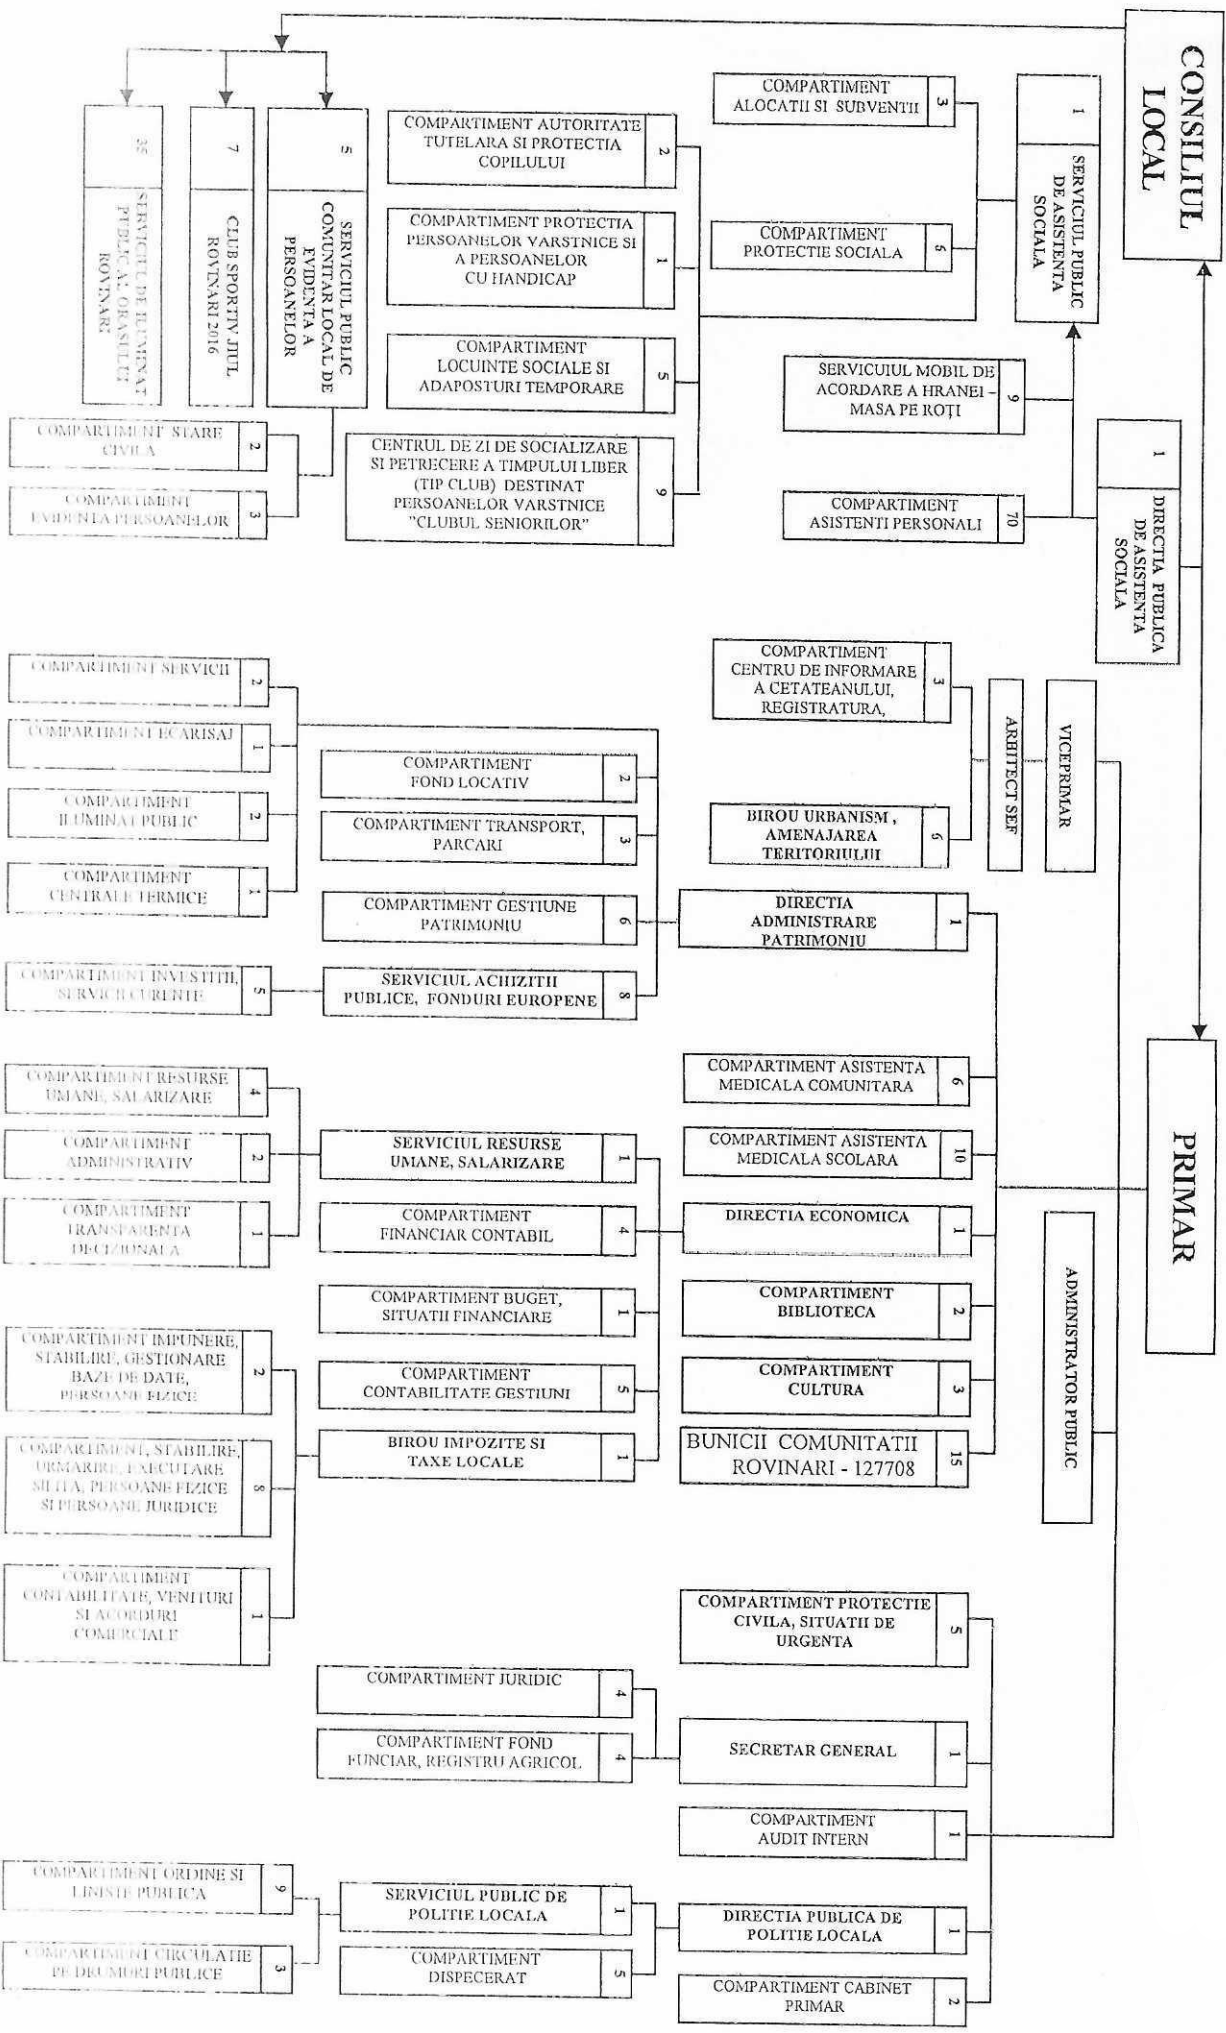 CONSILIUL
LOCAL
PRIMAR
1
DIRECTIA PUBLICA
DE ASISTENTA
SOCIALA
1
SERVICIUL PUBLIC
DE ASISTENTA
SOCIALA
COMPARTIMENT
ALOCATII SI SUBVENTII
3
COMPARTIMENT
PROTECTIE SOCIALA
SERVICUIUL MOBIL DE
ACORDARE A HRANEI –
MASA PE ROȚI
9
COMPARTIMENT
ASISTENTI PERSONALI
70
COMPARTIMENT AUTORITATE
TUTELARA SI PROTECTIA
COPILULUI
2
COMPARTIMENT PROTECTIA
PERSOANELOR VARSTNICE SI
A PERSOANELOR
CU HANDICAP
1
COMPARTIMENT
LOCUINTE SOCIALE SI
ADAPOSTURI TEMPORARE
5
CENTRUL DE ZI DE SOCIALIZARE
SI PETRECERE A TIMPULUI LIBER
(TIP CLUB) DESTINAT
PERSOANELOR VARSTNICE
"CLUBUL SENIORILOR"
9
5
SERVICIUL PUBLIC
COMUNITAR LOCAL DE
EVIDENTA A
PERSOANELOR
7
CLUB SPORTIV JIUL
ROVINARI 2016
SERVICIUL DE ILUMINAT
PUBLIC AL ORASULUI
ROVINARI
COMPARTIMENT STARE
CIVILA
2
COMPARTIMENT
EVIDENTA PERSOANELOR
3
VICEPRIMAR
ARHITECT SEF
COMPARTIMENT
CENTRU DE INFORMARE
A CETATEANULUI,
REGISTRATURA,
3
BIROU URBANISM ,
AMENAJAREA
TERITORIULUI
6
DIRECTIA
ADMINISTRARE
PATRIMONIU
1
COMPARTIMENT
FOND LOCATIV
2
COMPARTIMENT TRANSPORT,
PARCARI
3
COMPARTIMENT GESTIUNE
PATRIMONIU
6
SERVICIUL ACHIZITII
PUBLICE, FONDURI EUROPENE
8
COMPARTIMENT SERVICII
2
COMPARTIMENT ECARISAJ
1
COMPARTIMENT
ILUMINAT PUBLIC
2
COMPARTIMENT
CENTRALE TERMICE
1
COMPARTIMENT INVESTITII,
SERVICII CURENTE
5
COMPARTIMENT ASISTENTA
MEDICALA COMUNITARA
6
COMPARTIMENT ASISTENTA
MEDICALA SCOLARA
10
DIRECTIA ECONOMICA
1
COMPARTIMENT
BIBLIOTECA
2
COMPARTIMENT
CULTURA
3
BUNICII COMUNITATII
ROVINARI - 127708
15
SERVICIUL RESURSE
UMANE, SALARIZARE
1
COMPARTIMENT
FINANCIAR CONTABIL
4
COMPARTIMENT BUGET,
SITUATII FINANCIARE
1
COMPARTIMENT
CONTABILITATE GESTIUNI
5
BIROU IMPOZITE SI
TAXE LOCALE
1
COMPARTIMENT RESURSE
UMANE, SALARIZARE
4
COMPARTIMENT
ADMINISTRATIV
2
COMPARTIMENT
TRANSPARENTA
DECIZIONALA
1
COMPARTIMENT IMPUNERE,
STABILIRE, GESTIONARE
BAZE DE DATE,
PERSOANE FIZICE
2
COMPARTIMENT, STABILIRE,
URMARIRE, EXECUTARE
SILITA, PERSOANE FIZICE
SI PERSOANE JURIDICE
8
COMPARTIMENT
CONTABILITATE, VENITURI
SI ACORDURI
COMERCIALE
1
ADMINISTRATOR PUBLIC
COMPARTIMENT PROTECTIE
CIVILA, SITUATII DE
URGENTA
5
SECRETAR GENERAL
1
COMPARTIMENT JURIDIC
4
COMPARTIMENT FOND
FUNCIAR, REGISTRU AGRICOL
4
COMPARTIMENT
AUDIT INTERN
1
DIRECTIA PUBLICA DE
POLITIE LOCALA
1
COMPARTIMENT CABINET
PRIMAR
2
SERVICIUL PUBLIC DE
POLITIE LOCALA
1
COMPARTIMENT
DISPECERAT
5
COMPARTIMENT ORDINE SI
LINISTE PUBLICA
9
COMPARTIMENT CIRCULATIE
PE DRUMURI PUBLICE
3